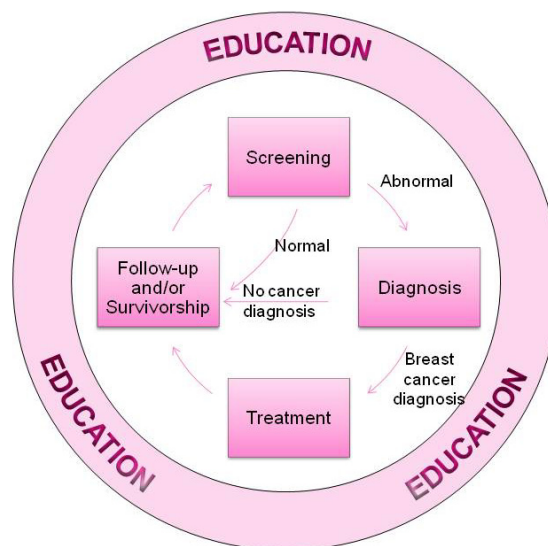 EDUCATION
Screening
Abnormal
Normal
Follow-up
and/or
Survivorship
No cancer
diagnosis
Diagnosis
Breast
cancer
diagnosis
Treatment
EDUCATION
EDUCATION